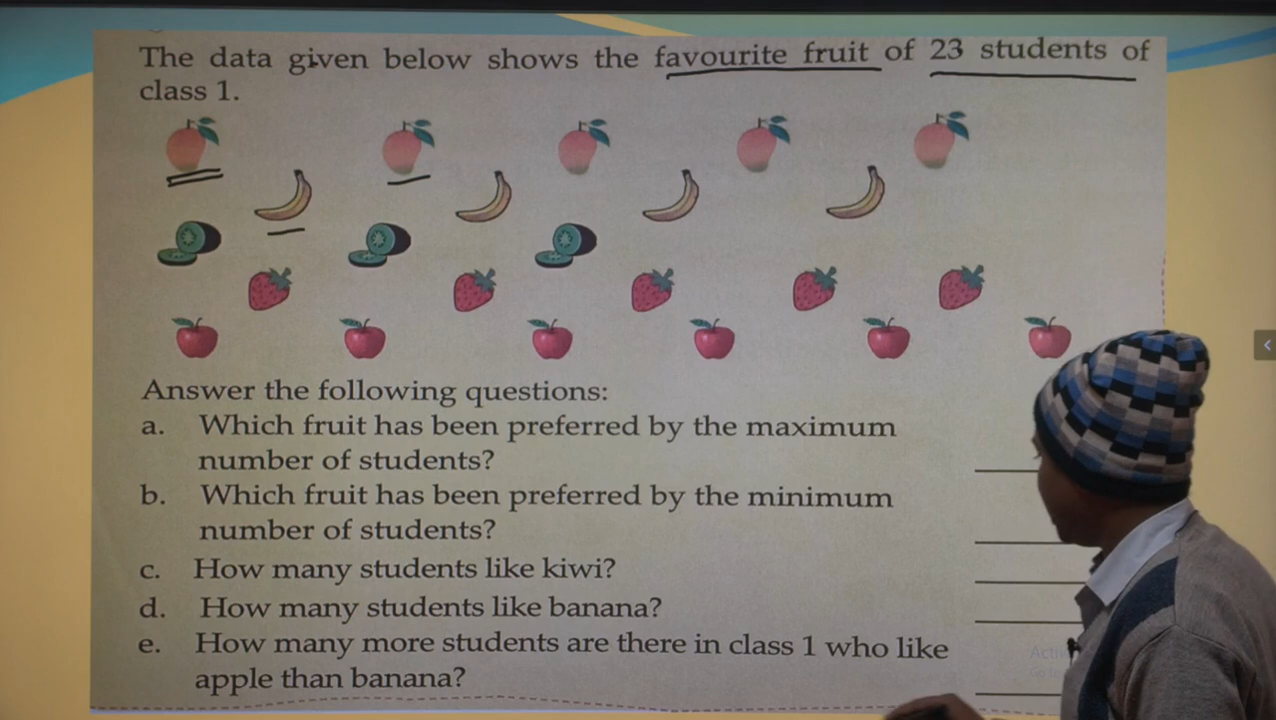 The data given below shows the favourite fruit of 23 students of
class 1.
Answer the following questions:
a. Which fruit has been preferred by the maximum
number of students?
b. Which fruit has been preferred by the minimum
number of students?
c. How many students like kiwi?
d. How many students like banana?
e. How many more students are there in class 1 who like
apple than banana?